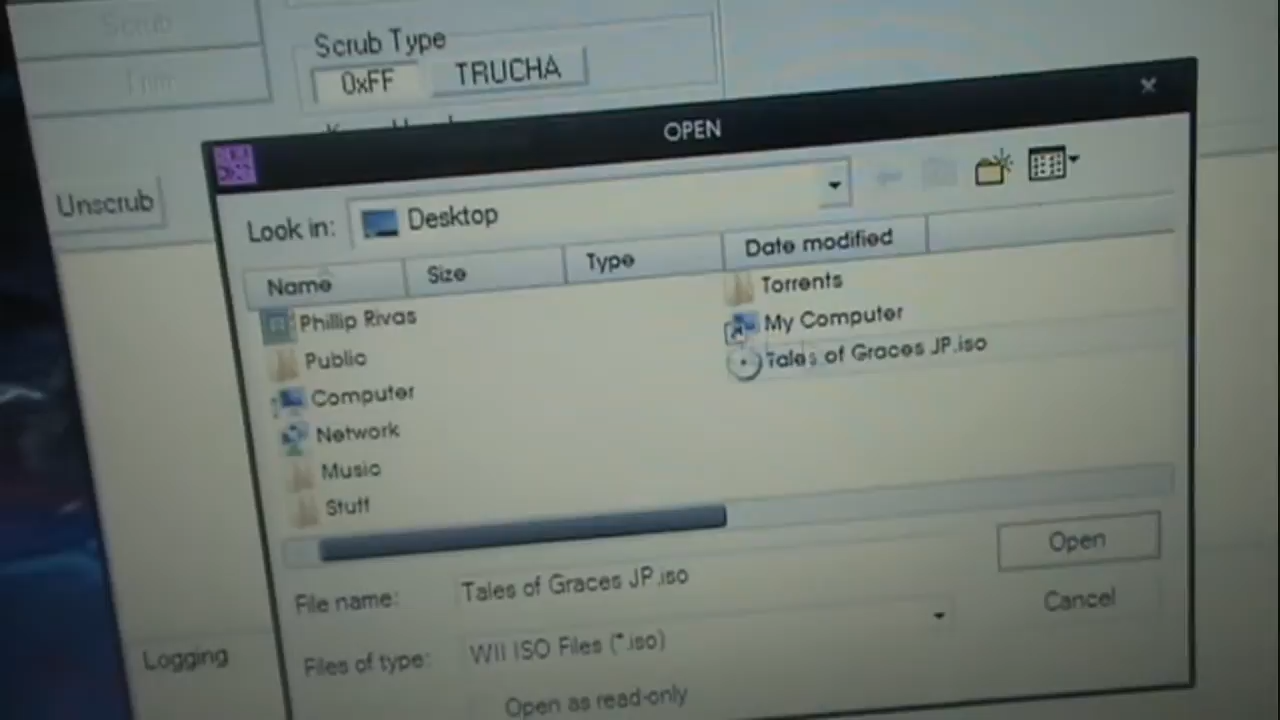 Scrub
Scrub Type
0xFF TRUCHA
Trim
OPEN
Unscrub
Look in: Desktop
Name Size Type Date modified
Phillip Rivas
Public
Computer
Network
Music
Stuff
Torrents
My Computer
Tales of Graces JP.iso
Open
File name: Tales of Graces JP.iso
Cancel
Files of type: WII ISO Files (*.iso)
Open as read-only
Logging